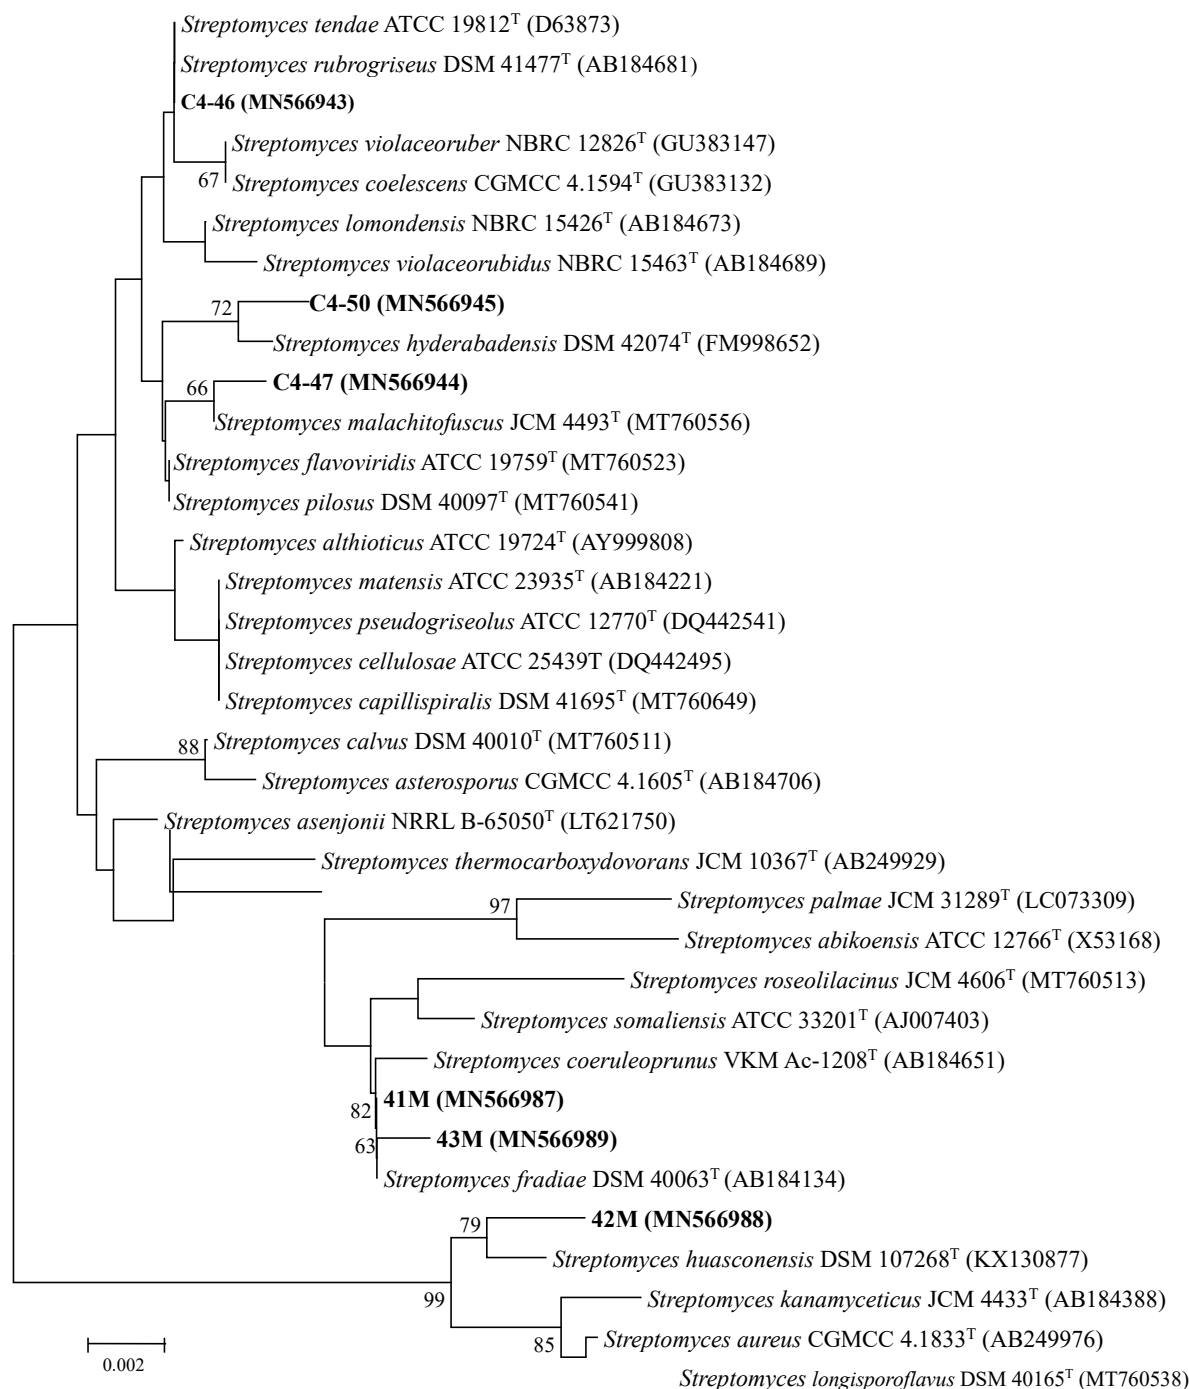 Streptomyces tendae ATCC 19812ᵀ (D63873)
Streptomyces rubrogriseus DSM 41477ᵀ (AB184681)
C4-46 (MN566943)
Streptomyces violaceoruber NBRC 12826ᵀ (GU383147)
67
Streptomyces coelescens CGMCC 4.1594ᵀ (GU383132)
Streptomyces lomondensis NBRC 15426ᵀ (AB184673)
Streptomyces violaceorubidus NBRC 15463ᵀ (AB184689)
72
C4-50 (MN566945)
Streptomyces hyderabadensis DSM 42074ᵀ (FM998652)
66
C4-47 (MN566944)
Streptomyces malachitofuscus JCM 4493ᵀ (MT760556)
Streptomyces flavoviridis ATCC 19759ᵀ (MT760523)
Streptomyces pilosus DSM 40097ᵀ (MT760541)
Streptomyces althioticus ATCC 19724ᵀ (AY999808)
Streptomyces matensis ATCC 23935ᵀ (AB184221)
Streptomyces pseudogriseolus ATCC 12770ᵀ (DQ442541)
Streptomyces cellulosae ATCC 25439T (DQ442495)
Streptomyces capillispiralis DSM 41695ᵀ (MT760649)
88
Streptomyces calvus DSM 40010ᵀ (MT760511)
Streptomyces asterosporus CGMCC 4.1605ᵀ (AB184706)
Streptomyces asenjonii NRRL B-65050ᵀ (LT621750)
Streptomyces thermocarboxydovorans JCM 10367ᵀ (AB249929)
97
Streptomyces palmae JCM 31289ᵀ (LC073309)
Streptomyces abikoensis ATCC 12766ᵀ (X53168)
Streptomyces roseolilacinus JCM 4606ᵀ (MT760513)
Streptomyces somaliensis ATCC 33201ᵀ (AJ007403)
Streptomyces coeruleoprunus VKM Ac-1208ᵀ (AB184651)
82
41M (MN566987)
63
43M (MN566989)
Streptomyces fradiae DSM 40063ᵀ (AB184134)
79
42M (MN566988)
Streptomyces huasconensis DSM 107268ᵀ (KX130877)
99
Streptomyces kanamyceticus JCM 4433ᵀ (AB184388)
85
Streptomyces aureus CGMCC 4.1833ᵀ (AB249976)
0.002
Streptomyces longisporoflavus DSM 40165ᵀ (MT760538)